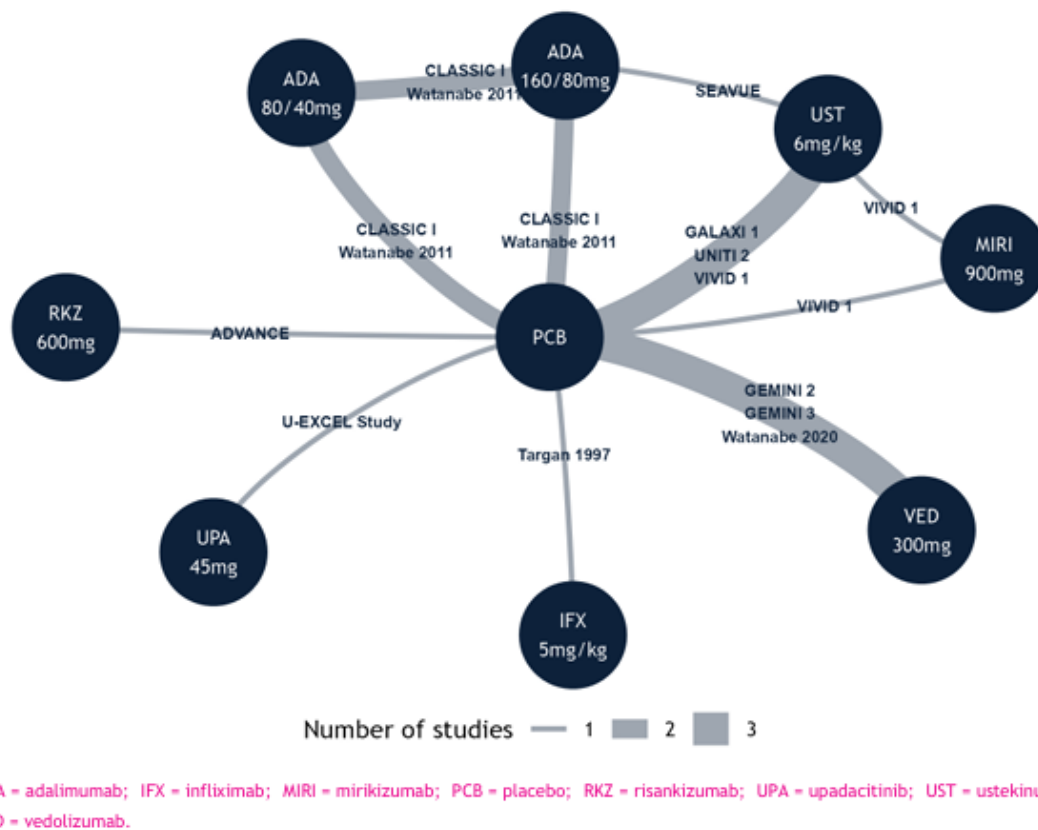 ADA
80/40mg
CLASSIC I
Watanabe 2011
ADA
160/80mg
SEAVUE
UST
6mg/kg
VIVID 1
MIRI
900mg
CLASSIC I
Watanabe 2011
CLASSIC I
Watanabe 2011
GALAXI 1
UNITI 2
VIVID 1
VIVID 1
RKZ
600mg
ADVANCE
PCB
U-EXCEL Study
Targan 1997
GEMINI 2
GEMINI 3
Watanabe 2020
UPA
45mg
IFX
5mg/kg
VED
300mg
Number of studies 1 2 3
= adalimumab; IFX = infliximab; MIRI = mirikizumab; PCB = placebo; RKZ = risankizumab; UPA = upadacitinib; UST =
= vedolizumab.